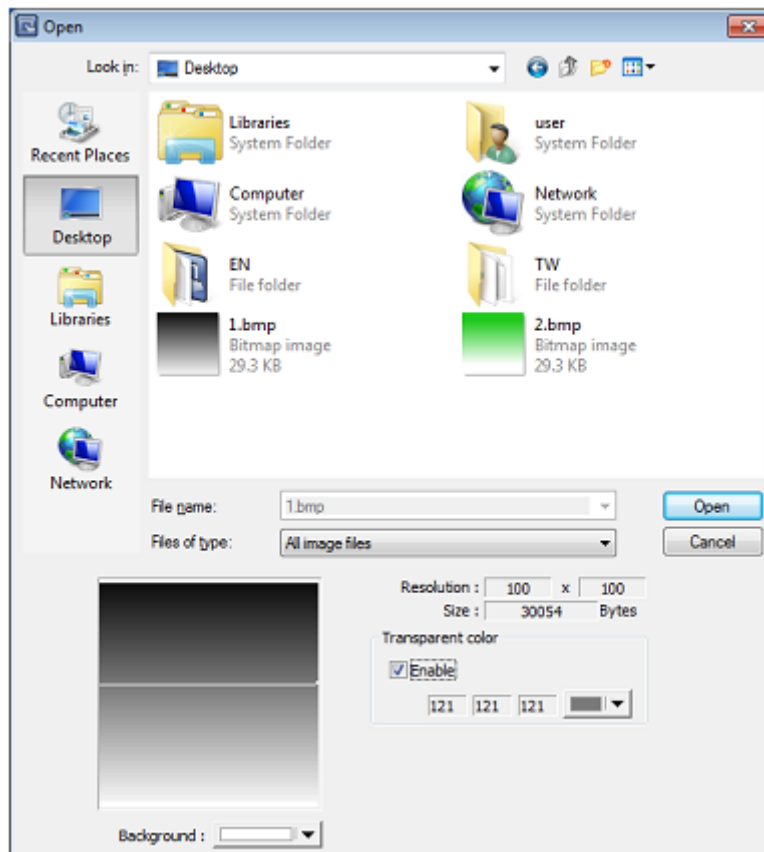 Open
Look in:
Desktop
Recent Places
Desktop
Libraries
Computer
Network
Libraries
System Folder
user
System Folder
Computer
System Folder
Network
System Folder
EN
File folder
TW
File folder
1.bmp
Bitmap image
29.3 KB
2.bmp
Bitmap image
29.3 KB
File name:
1.bmp
Open
Files of type:
All image files
Cancel
Resolution : 100 x 100
Size : 30054 Bytes
Transparent color
Enable
121 121 121
Background :